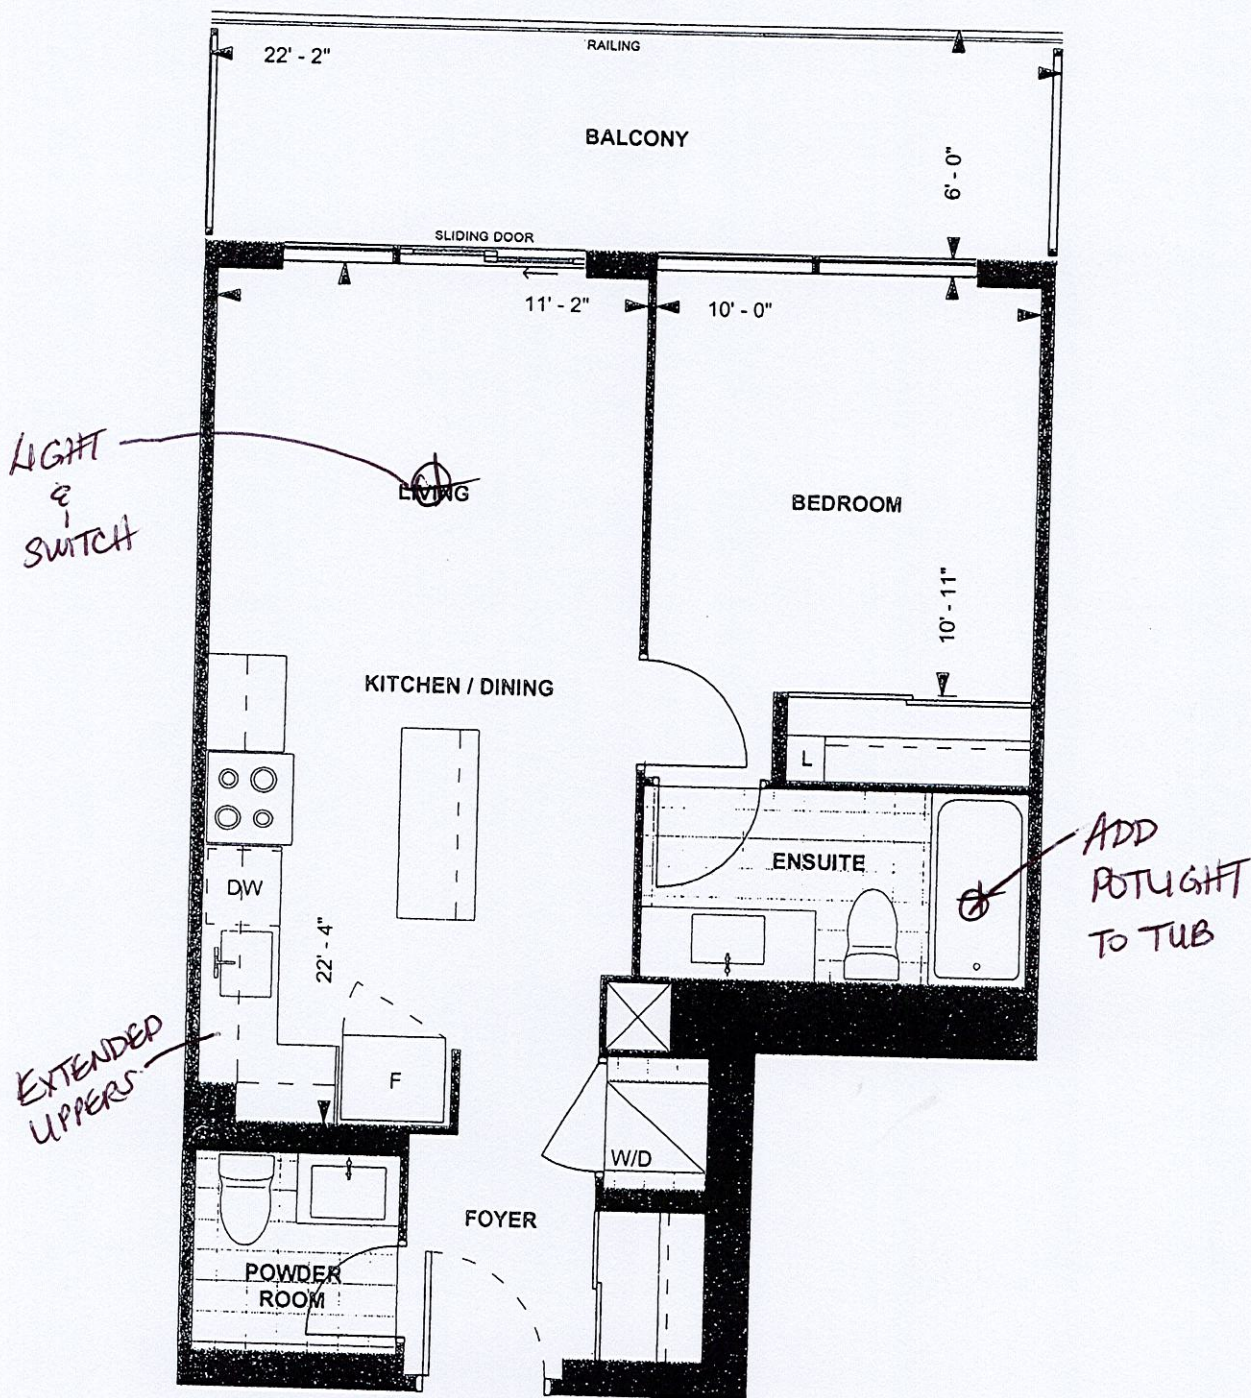 RAILING
22' - 2"
BALCONY
6' - 0"
SLIDING DOOR
11' - 2"
10' - 0"
LIGHT
&
SWITCH
LIVING
BEDROOM
10' - 11"
KITCHEN / DINING
L
ENSUITE
ADD
POTLIGHT
TO TUB
DW
22' - 4"
EXTENDED
UPPERS
F
W/D
FOYER
POWDER
ROOM